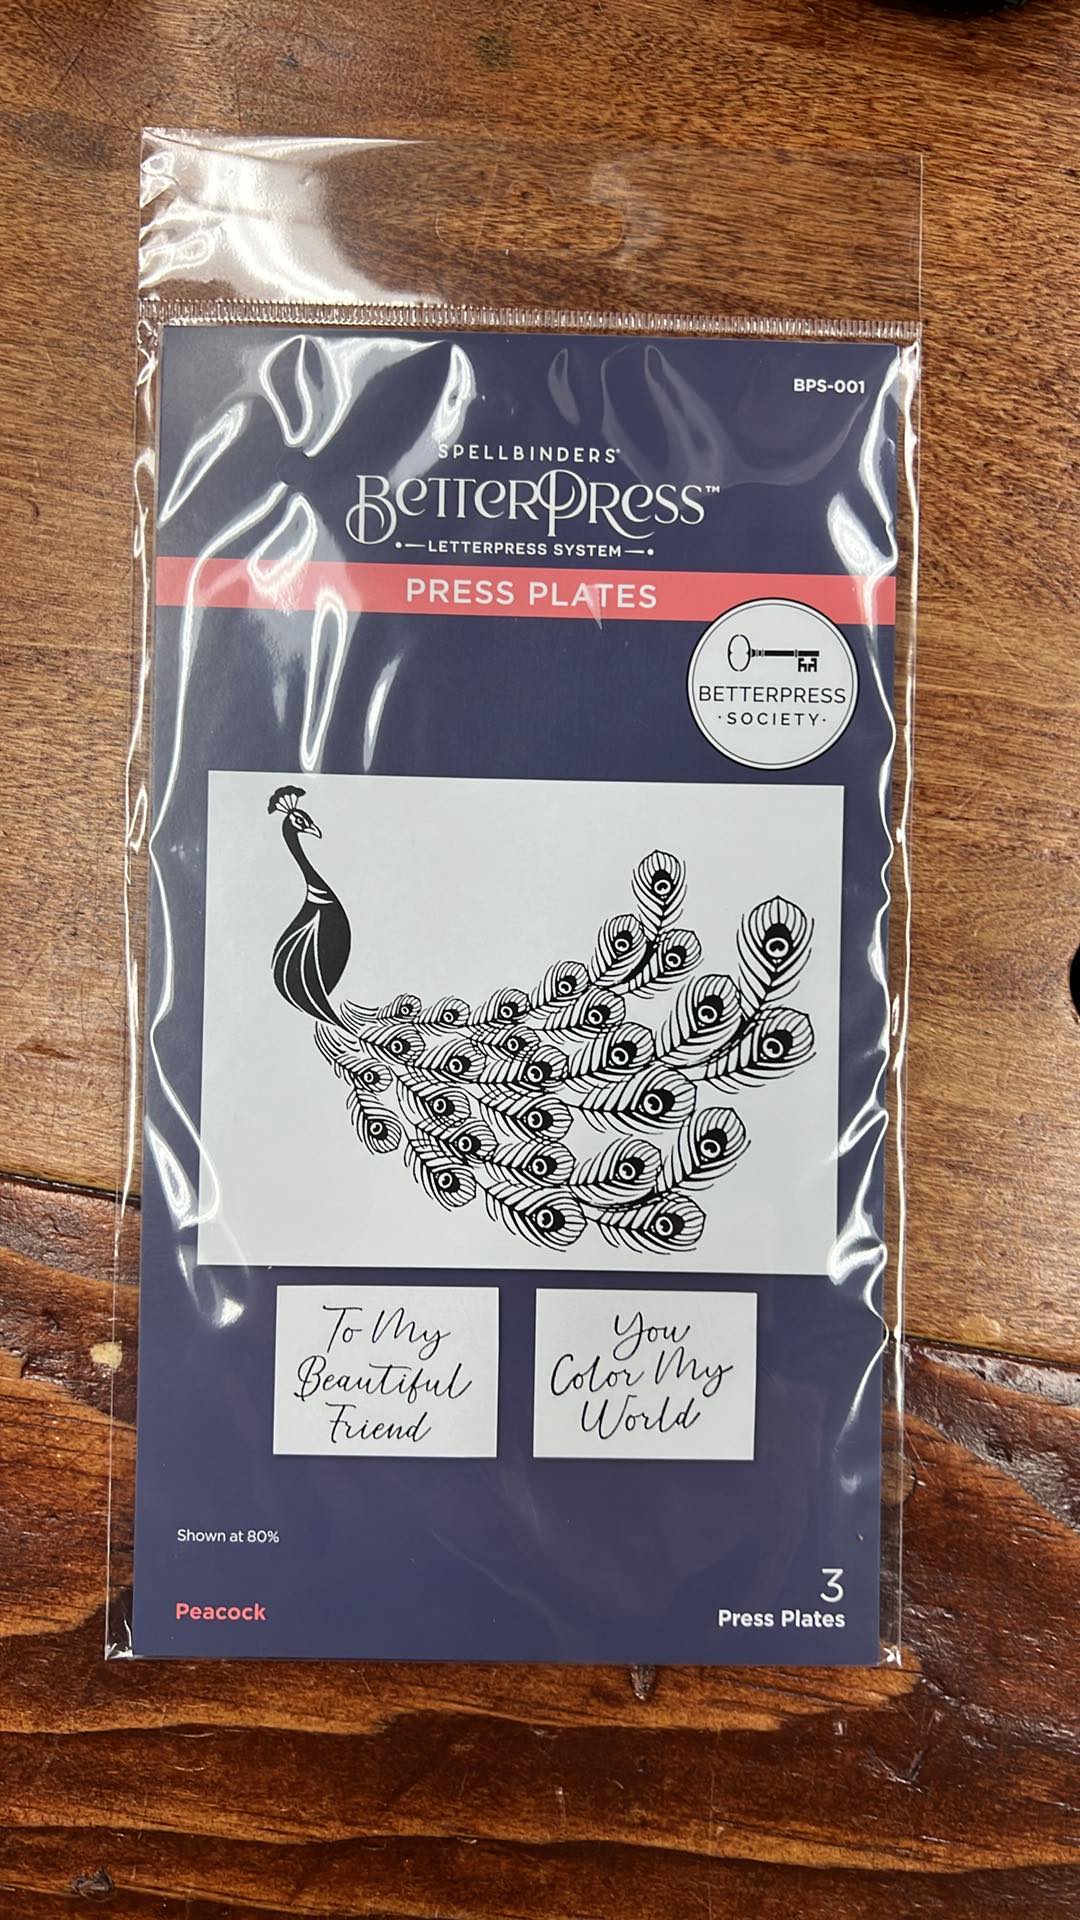 BPS-001
SPELLBINDERS®
BETTERPRESS™
LETTERPRESS SYSTEM
PRESS PLATES
BETTERPRESS
·SOCIETY·
To My
Beautiful
Friend
You
Color My
World
Shown at 80%
Peacock
3
Press Plates